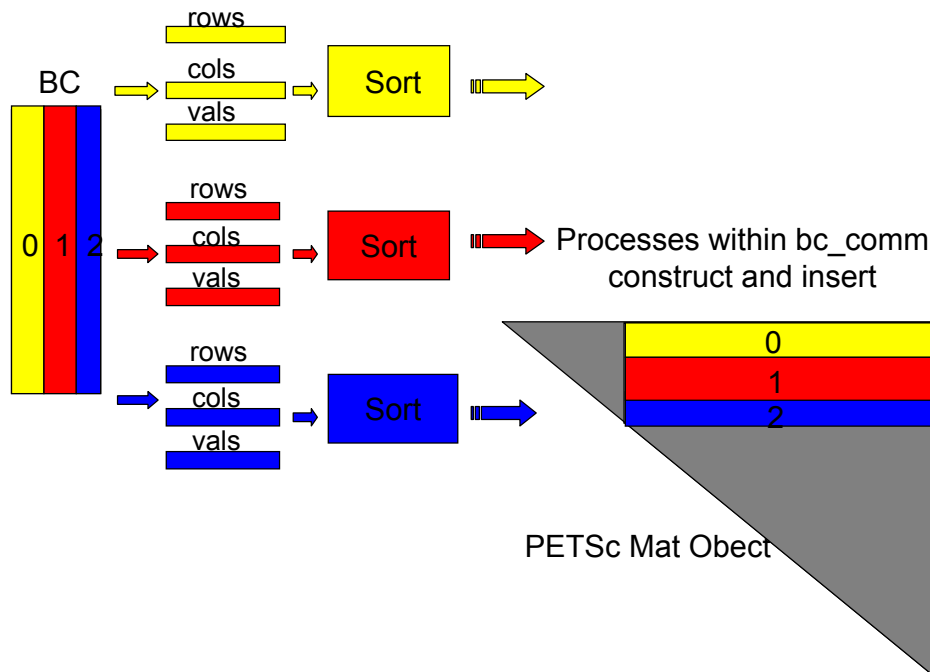 BC
0 1 2
rows
cols
vals
Sort
rows
cols
vals
Sort
rows
cols
vals
Sort
Processes within bc_comm
construct and insert
0
1
2
PETSc Mat Obect